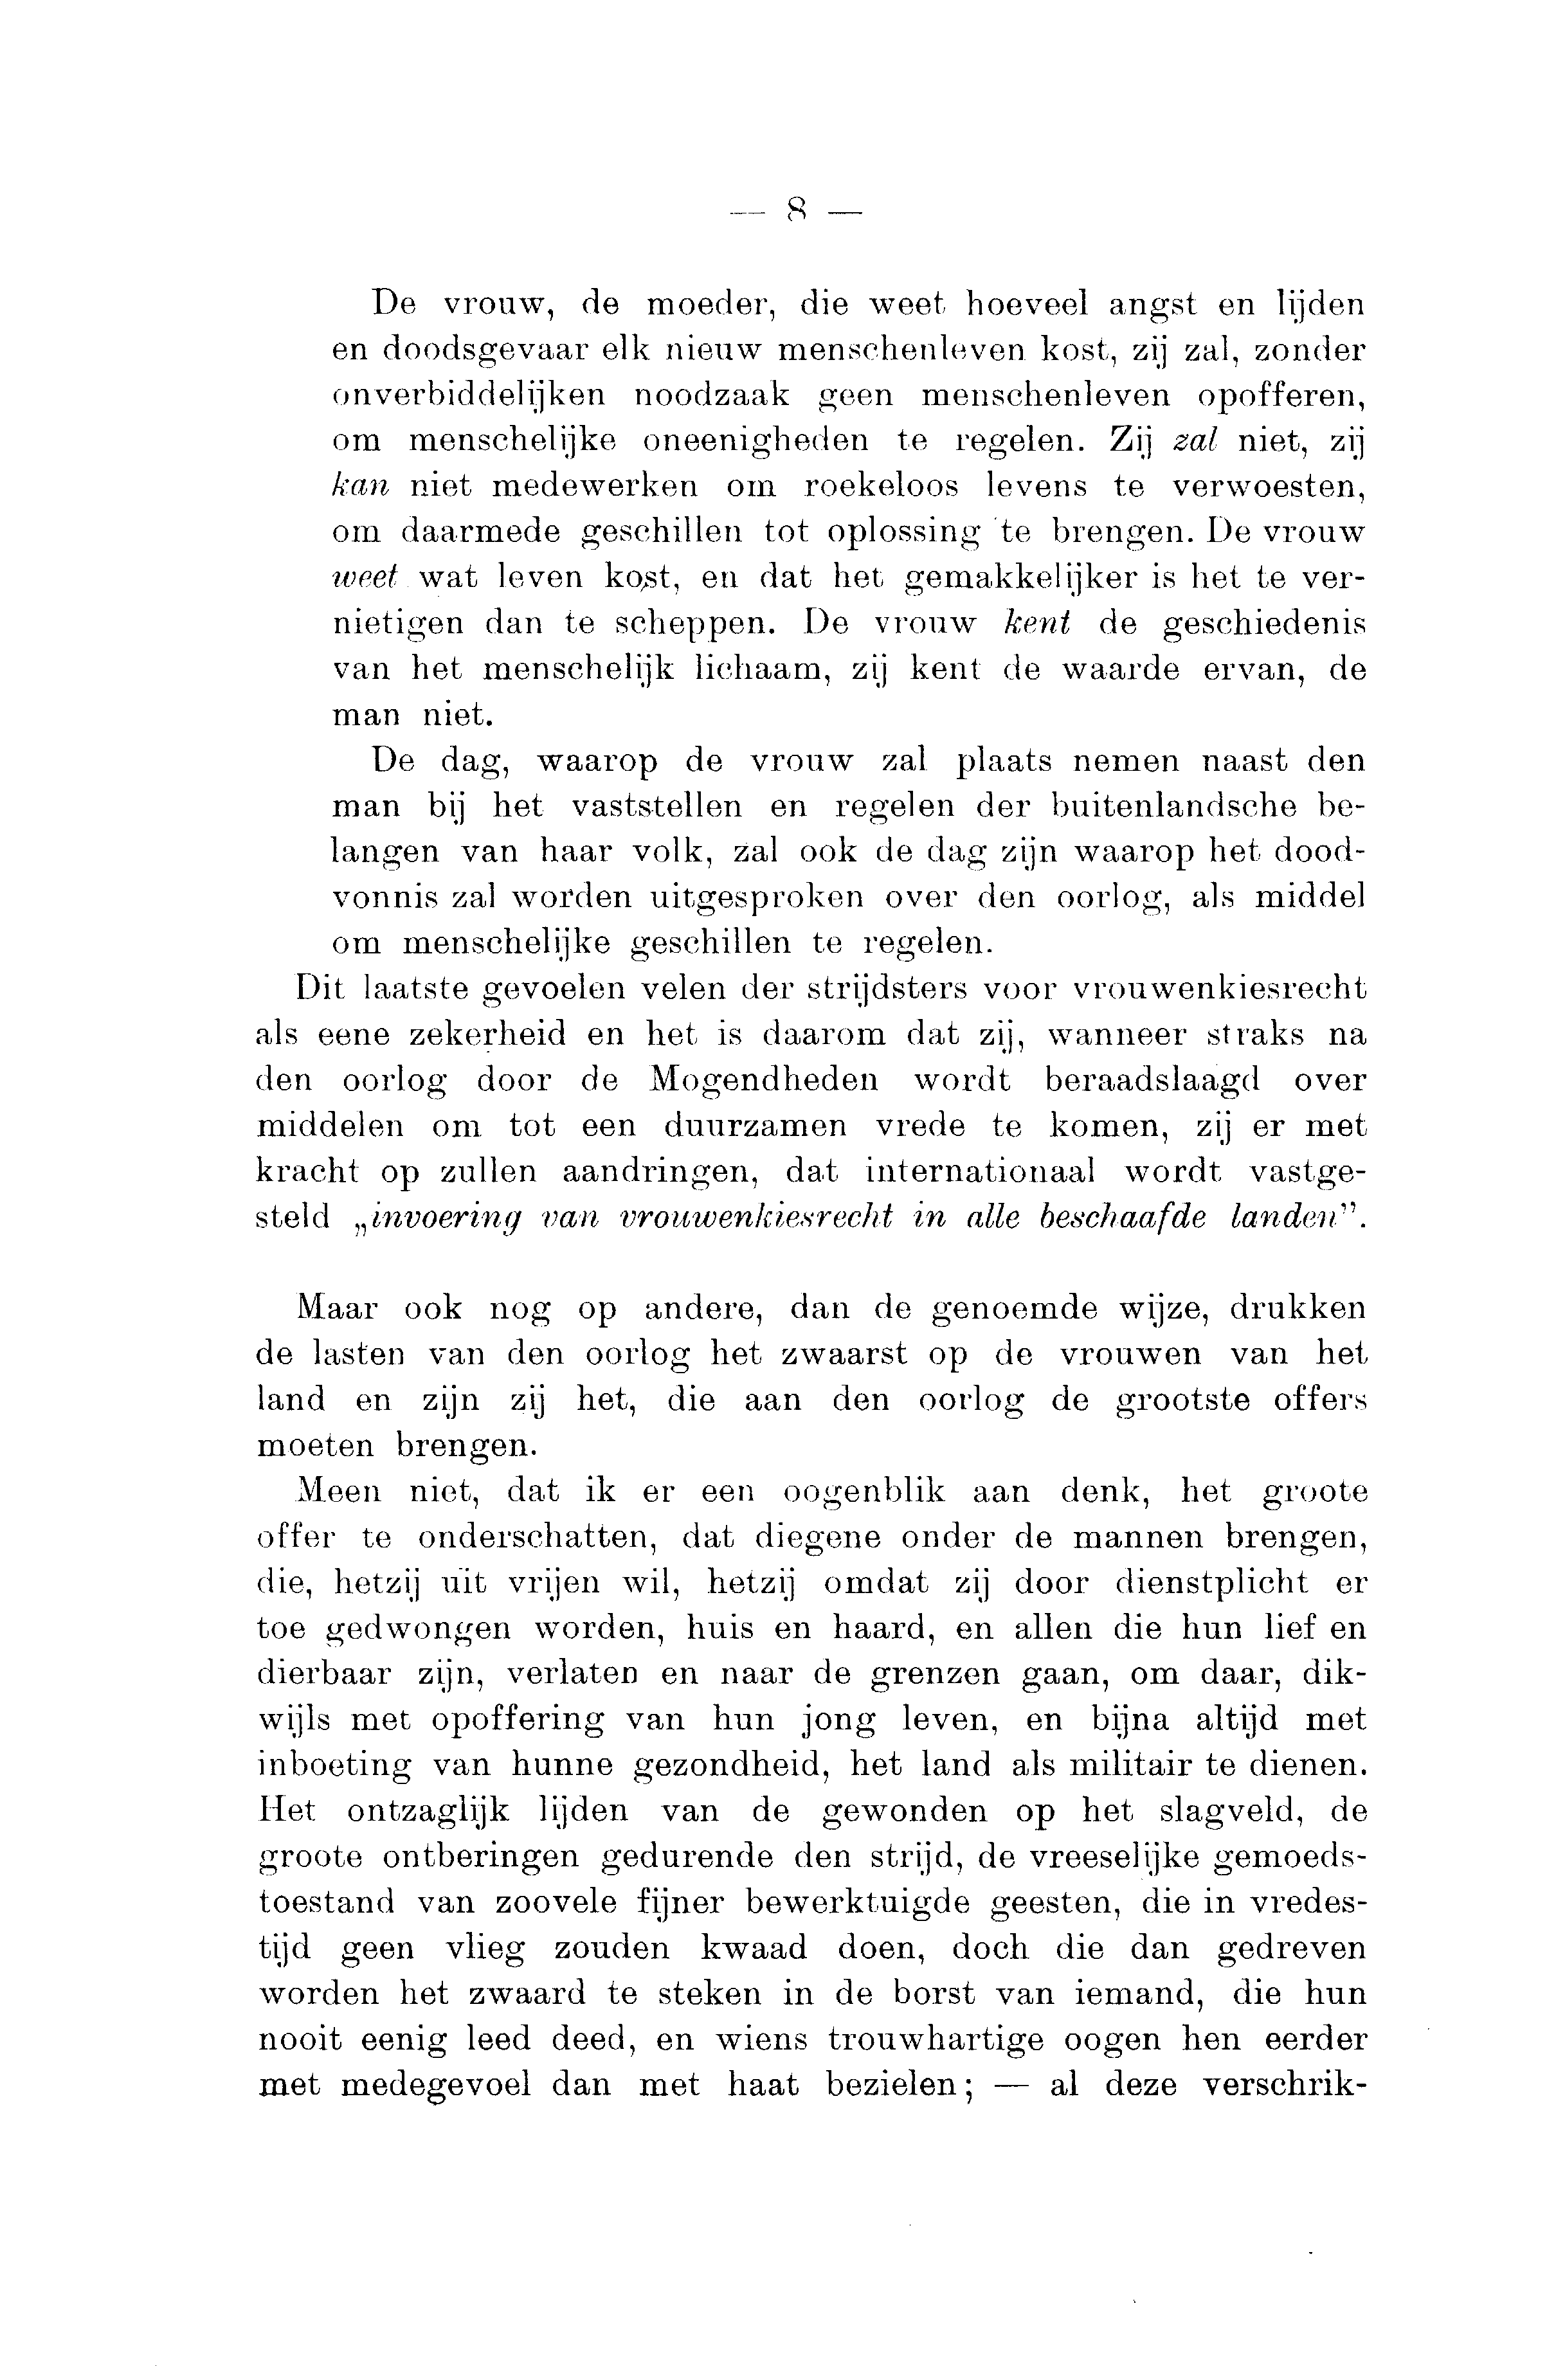 — 8 —
De vrouw, de moeder, die weet hoeveel angst en lijden
en doodsgevaar elk nieuw menschenleven kost, zij zal, zonder
onverbiddelijken noodzaak geen menschenleven opofferen,
om menschelijke oneenigheden te regelen. Zij zal niet, zij
kan niet medewerken om roekeloos levens te verwoesten,
om daarmede geschillen tot oplossing te brengen. De vrouw
weet wat leven kost, en dat het gemakkelijker is het te ver-
nietigen dan te scheppen. De vrouw kent de geschiedenis
van het menschelijk lichaam, zij kent de waarde ervan, de
man niet.
De dag, waarop de vrouw zal plaats nemen naast den
man bij het vaststellen en regelen der buitenlandsche be-
langen van haar volk, zal ook de dag zijn waarop het dood-
vonnis zal worden uitgesproken over den oorlog, als middel
om menschelijke geschillen te regelen.
Dit laatste gevoelen velen der strijdsters voor vrouwenkiesrecht
als eene zekerheid en het is daarom dat zij, wanneer straks na
den oorlog door de Mogendheden wordt beraadslaagd over
middelen om tot een duurzamen vrede te komen, zij er met
kracht op zullen aandringen, dat internationaal wordt vastge-
steld „invoering van vrouwenkiesrecht in alle beschaafde landen”.
Maar ook nog op andere, dan de genoemde wijze, drukken
de lasten van den oorlog het zwaarst op de vrouwen van het
land en zijn zij het, die aan den oorlog de grootste offers
moeten brengen.
Meen niet, dat ik er een oogenblik aan denk, het groote
offer te onderschatten, dat diegene onder de mannen brengen,
die, hetzij uit vrijen wil, hetzij omdat zij door dienstplicht er
toe gedwongen worden, huis en haard, en allen die hun lief en
dierbaar zijn, verlaten en naar de grenzen gaan, om daar, dik-
wijls met opoffering van hun jong leven, en bijna altijd met
inboeting van hunne gezondheid, het land als militair te dienen.
Het ontzaglijk lijden van de gewonden op het slagveld, de
groote ontberingen gedurende den strijd, de vreeselijke gemoeds-
toestand van zoovele fijner bewerktuigde geesten, die in vredes-
tijd geen vlieg zouden kwaad doen, doch die dan gedreven
worden het zwaard te steken in de borst van iemand, die hun
nooit eenig leed deed, en wiens trouwhartige oogen hen eerder
met medegevoel dan met haat bezielen; — al deze verschrik-